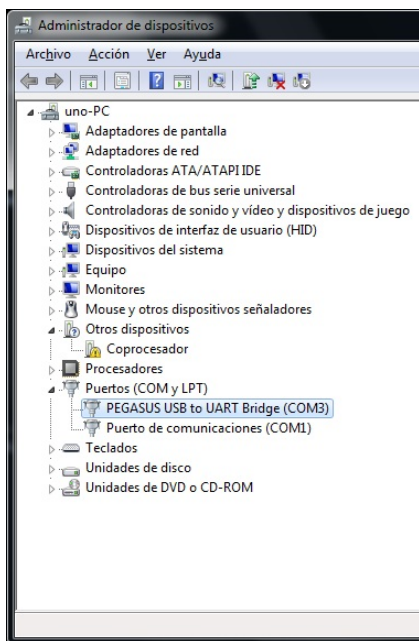 Administrador de dispositivos
Archivo Acción Ver Ayuda
uno-PC
Adaptadores de pantalla
Adaptadores de red
Controladoras ATA/ATAPI IDE
Controladoras de bus serie universal
Controladoras de sonido y vídeo y dispositivos de juego
Dispositivos de interfaz de usuario (HID)
Dispositivos del sistema
Equipo
Monitores
Mouse y otros dispositivos señaladores
Otros dispositivos
Coprocesador
Procesadores
Puertos (COM y LPT)
PEGASUS USB to UART Bridge (COM3)
Puerto de comunicaciones (COM1)
Teclados
Unidades de disco
Unidades de DVD o CD-ROM